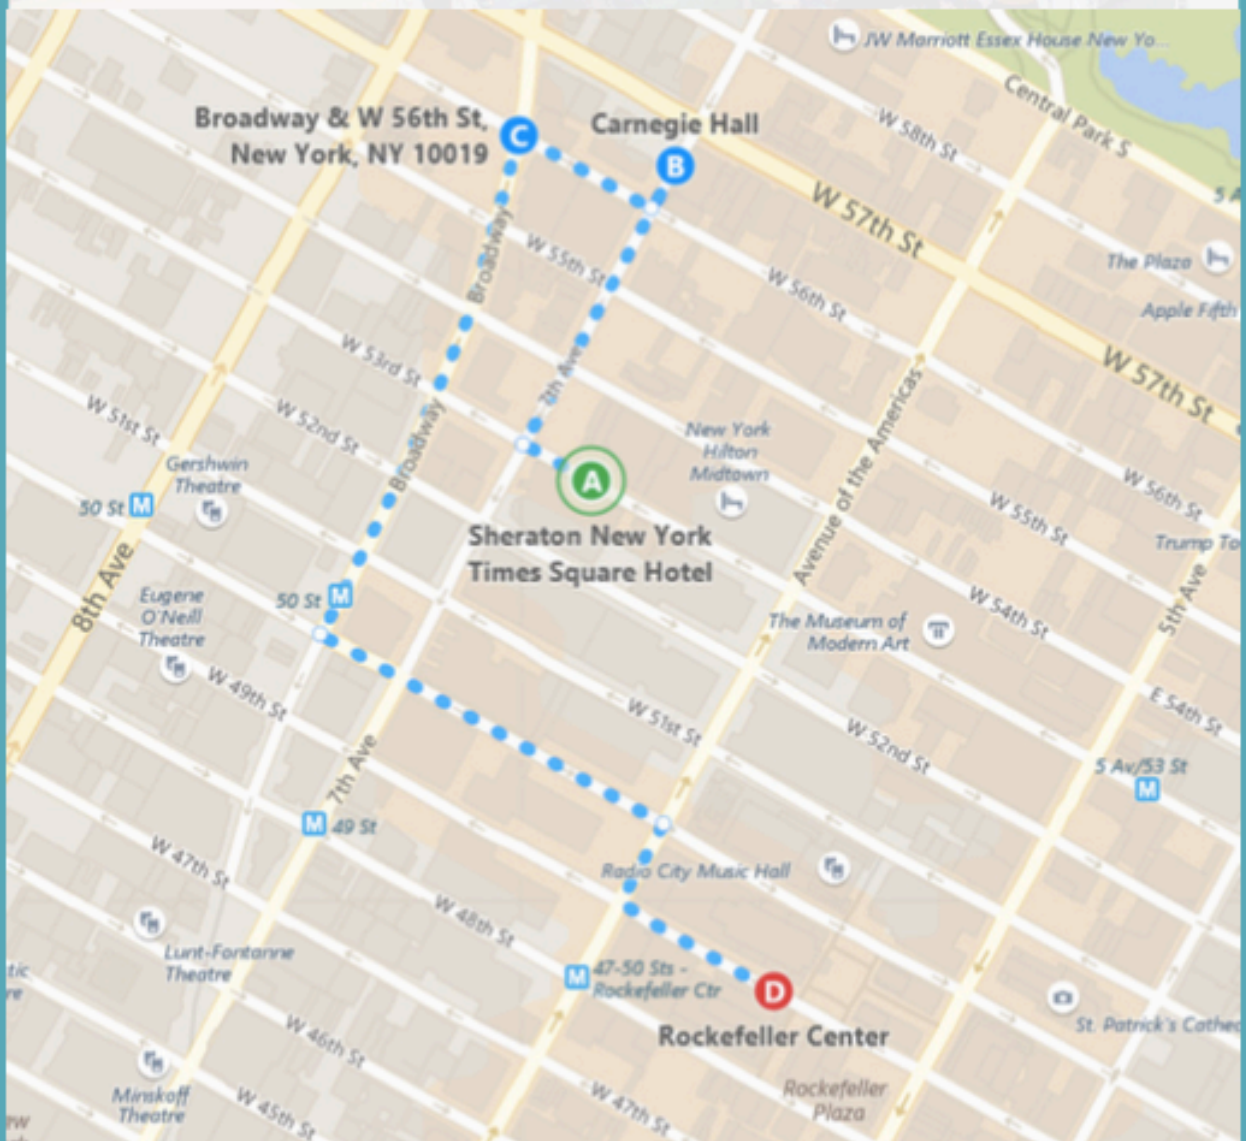 JW Marriott Essex House New Yo...
Central Park S
W 58th St
Broadway & W 56th St,
New York, NY 10019
C
Carnegie Hall
B
W 57th St
5 A
The Plaza
Apple Fifth
Broadway
W 55th St
W 56th St
W 53rd St
7th Ave
W 57th St
W 51st St
W 52nd St
Broadway
New York
Hilton
Midtown
Avenue of the Americas
Gershwin
Theatre
50 St
M
A
Sheraton New York
Times Square Hotel
W 56th St
W 55th St
Trump To
8th Ave
Eugene
O'Neill
Theatre
50 St
M
The Museum of
Modern Art
W 54th St
5th Ave
W 49th St
W 51st St
W 52nd St
E 54th St
5 Av/53 St
M
7th Ave
M
49 St
W 47th St
Radio City Music Hall
W 48th St
Lunt-Fontanne
Theatre
tic
re
M
47-50 Sts -
Rockefeller Ctr
D
Rockefeller Center
St. Patrick's Cathed
W 46th St
Minskoff
Theatre
W 45th St
W 47th St
Rockefeller
Plaza